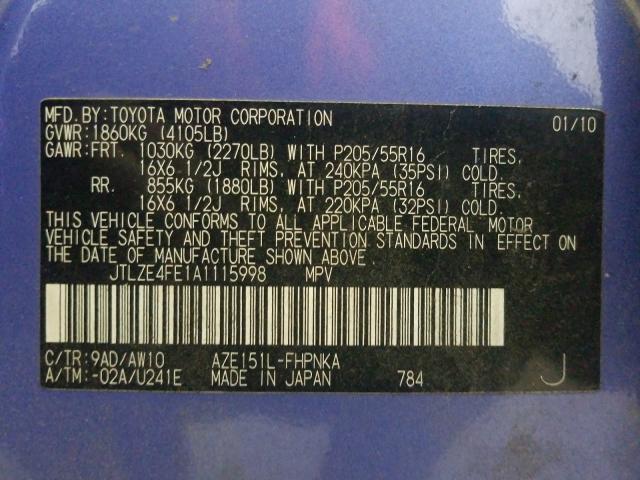 MFD.BY:TOYOTA MOTOR CORPORATION 01/10
GVWR:1860KG (4105LB)
GAWR:FRT. 1030KG (2270LB) WITH P205/55R16 TIRES,
16X6 1/2J RIMS, AT 240KPA (35PSI) COLD.
RR. 855KG (1880LB) WITH P205/55R16 TIRES,
16X6 1/2J RIMS, AT 220KPA (32PSI) COLD.
THIS VEHICLE CONFORMS TO ALL APPLICABLE FEDERAL MOTOR
VEHICLE SAFETY AND THEFT PREVENTION STANDARDS IN EFFECT ON
THE DATE OF MANUFACTURE SHOWN ABOVE.
JTLZE4FE1A1115998 MPV
C/TR:9AD/AW10 AZE151L-FHPNKA
A/TM:-02A/U241E MADE IN JAPAN 784 J